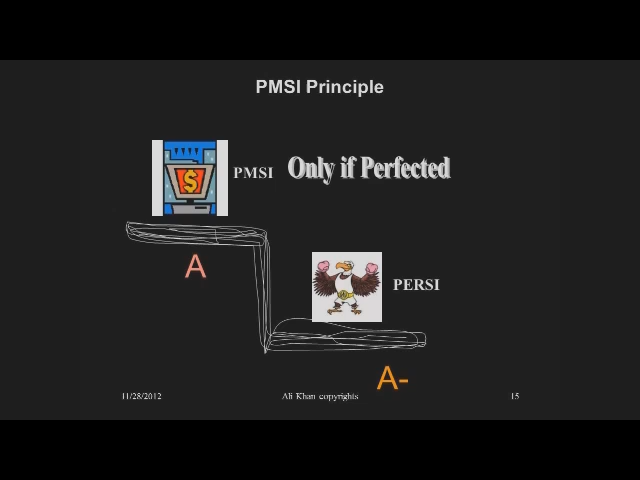 PMSI Principle
PMSI Only if Perfected
A
PERSI
A-
11/28/2012 Ali Khan copyrights 15